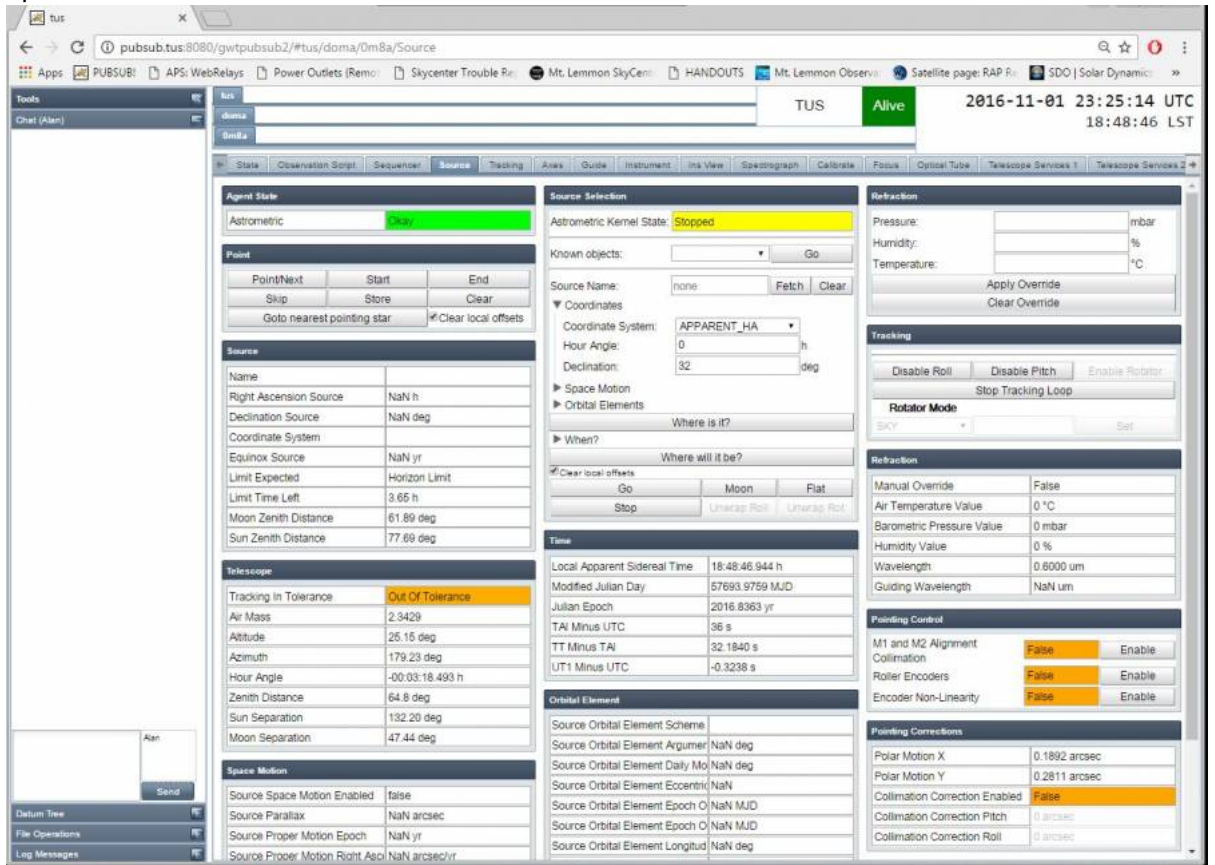 tus
pubsub.tus:8080/gwtpubsub2/#tus/doma/0m8a/Source
Apps PUBSUB: APS: WebRelays Power Outlets (Remo: Skycenter Trouble Re Mt. Lemmon SkyCent HANDOUTS Mt. Lemmon Obser Satellite page: RAP SDO | Solar Dynamic »
Tools
Chat (Alan)
tus
doma
0m8a
TUS
Alive
2016-11-01 23:25:14 UTC
18:48:46 LST
State Observation Script Sequencer Source Tracking Axes Guide Instrument Ins View Spectrograph Calibrate Focus Optical Tube Telescope Services 1 Telescope Services 2
Agent State
Astrometric Okay
Point
Point/Next Start End
Skip Store Clear
Goto nearest pointing star Clear local offsets
Source
Name
Right Ascension Source NaN h
Declination Source NaN deg
Coordinate System
Equinox Source NaN yr
Limit Expected Horizon Limit
Limit Time Left 3.65 h
Moon Zenith Distance 61.89 deg
Sun Zenith Distance 77.69 deg
Telescope
Tracking In Tolerance Out Of Tolerance
Air Mass 2.3429
Altitude 25.15 deg
Azimuth 179.23 deg
Hour Angle -00:03:18.493 h
Zenith Distance 64.8 deg
Sun Separation 132.20 deg
Moon Separation 47.44 deg
Space Motion
Source Space Motion Enabled false
Source Parallax NaN arcsec
Source Proper Motion Epoch NaN yr
Source Proper Motion Right Asc NaN arcsec/yr
Source Selection
Astrometric Kernel State: Stopped
Known objects: Go
Source Name: none Fetch Clear
Coordinates
Coordinate System: APPARENT_HA
Hour Angle: 0 h
Declination: 32 deg
Space Motion
Orbital Elements
Where is it?
When?
Where will it be?
Clear local offsets
Go Moon Flat
Stop Unwrap Roll Unwrap Rot
Time
Local Apparent Sidereal Time 18:48:46.944 h
Modified Julian Day 57693.9759 MJD
Julian Epoch 2016.8363 yr
TAI Minus UTC 36 s
TT Minus TAI 32.1840 s
UT1 Minus UTC -0.3238 s
Orbital Element
Source Orbital Element Scheme
Source Orbital Element Argumer NaN deg
Source Orbital Element Daily Mo NaN deg
Source Orbital Element Eccentric NaN
Source Orbital Element Epoch O NaN MJD
Source Orbital Element Epoch O NaN MJD
Source Orbital Element Longitud NaN deg
Refraction
Pressure: mbar
Humidity: %
Temperature: °C
Apply Override
Clear Override
Tracking
Disable Roll Disable Pitch Enable Rotator
Stop Tracking Loop
Rotator Mode
SKY Set
Refraction
Manual Override False
Air Temperature Value 0 °C
Barometric Pressure Value 0 mbar
Humidity Value 0 %
Wavelength 0.6000 um
Guiding Wavelength NaN um
Pointing Control
M1 and M2 Alignment
Collimation False Enable
Roller Encoders False Enable
Encoder Non-Linearity False Enable
Pointing Corrections
Polar Motion X 0.1892 arcsec
Polar Motion Y 0.2811 arcsec
Collimation Correction Enabled False
Collimation Correction Pitch 0 arcsec
Collimation Correction Roll 0 arcsec
Alan
Send
Datum Tree
File Operations
Log Messages